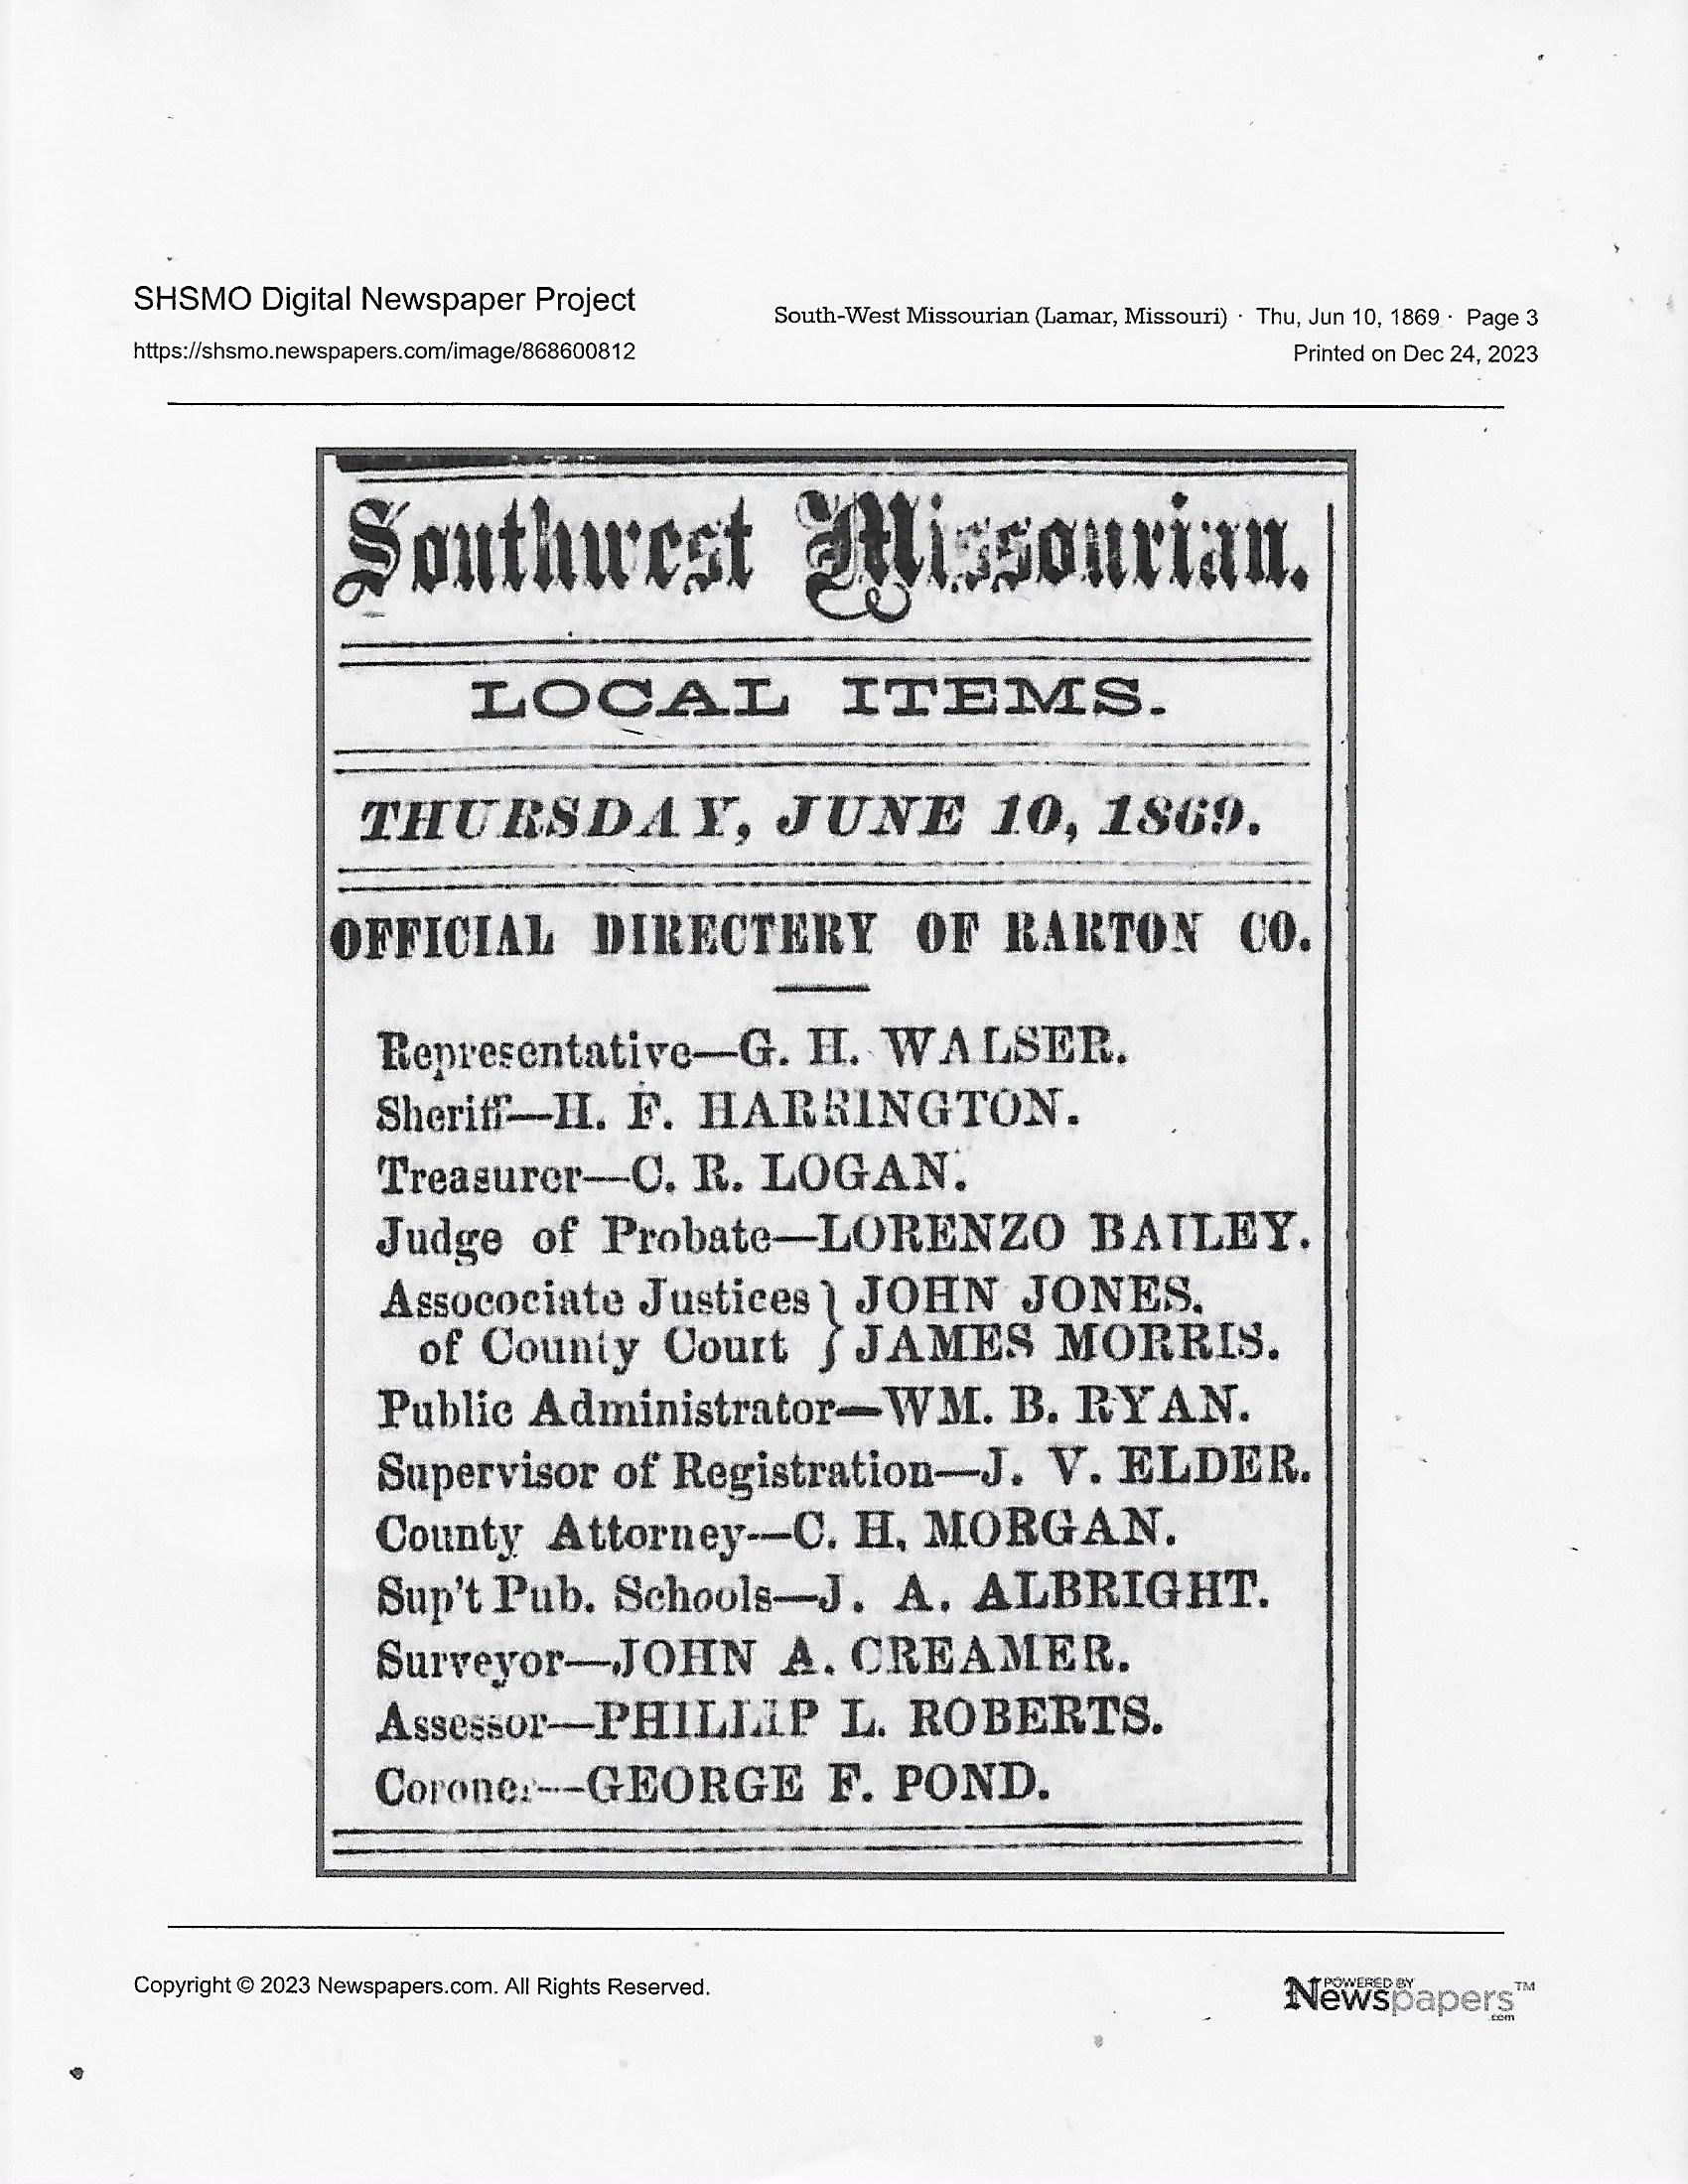 SHSMO Digital Newspaper Project
https://shsmo.newspapers.com/image/868600812
South-West Missourian (Lamar, Missouri) · Thu, Jun 10, 1869 · Page 3
Printed on Dec 24, 2023
Southwest Missourian.
LOCAL ITEMS.
THURSDAY, JUNE 10, 1869.
OFFICIAL DIRECTERY OF BARTON CO.
Representative—G. H. WALSER.
Sheriff—H. F. HARRINGTON.
Treasurer—C. R. LOGAN.
Judge of Probate—LORENZO BAILEY.
Assocociate Justices } JOHN JONES.
of County Court } JAMES MORRIS.
Public Administrator—WM. B. RYAN.
Supervisor of Registration—J. V. ELDER.
County Attorney—C. H. MORGAN.
Sup't Pub. Schools—J. A. ALBRIGHT.
Surveyor—JOHN A. CREAMER.
Assessor—PHILLIP L. ROBERTS.
Coroner—GEORGE F. POND.
Copyright © 2023 Newspapers.com. All Rights Reserved.
POWERED BY
Newspapers™
.com